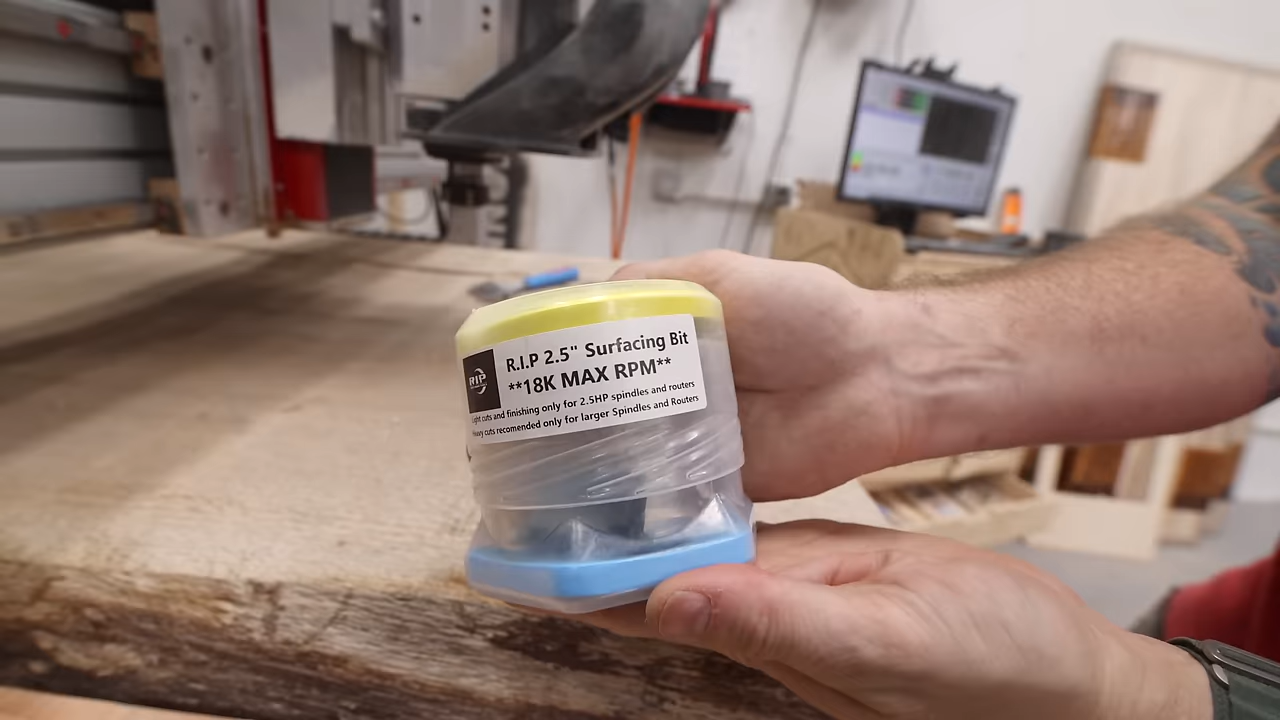 R.I.P 2.5" Surfacing Bit
**18K MAX RPM**
RIP
Light cuts and finishing only for 2.5HP spindles and routers
Heavy cuts recomended only for larger Spindles and Routers